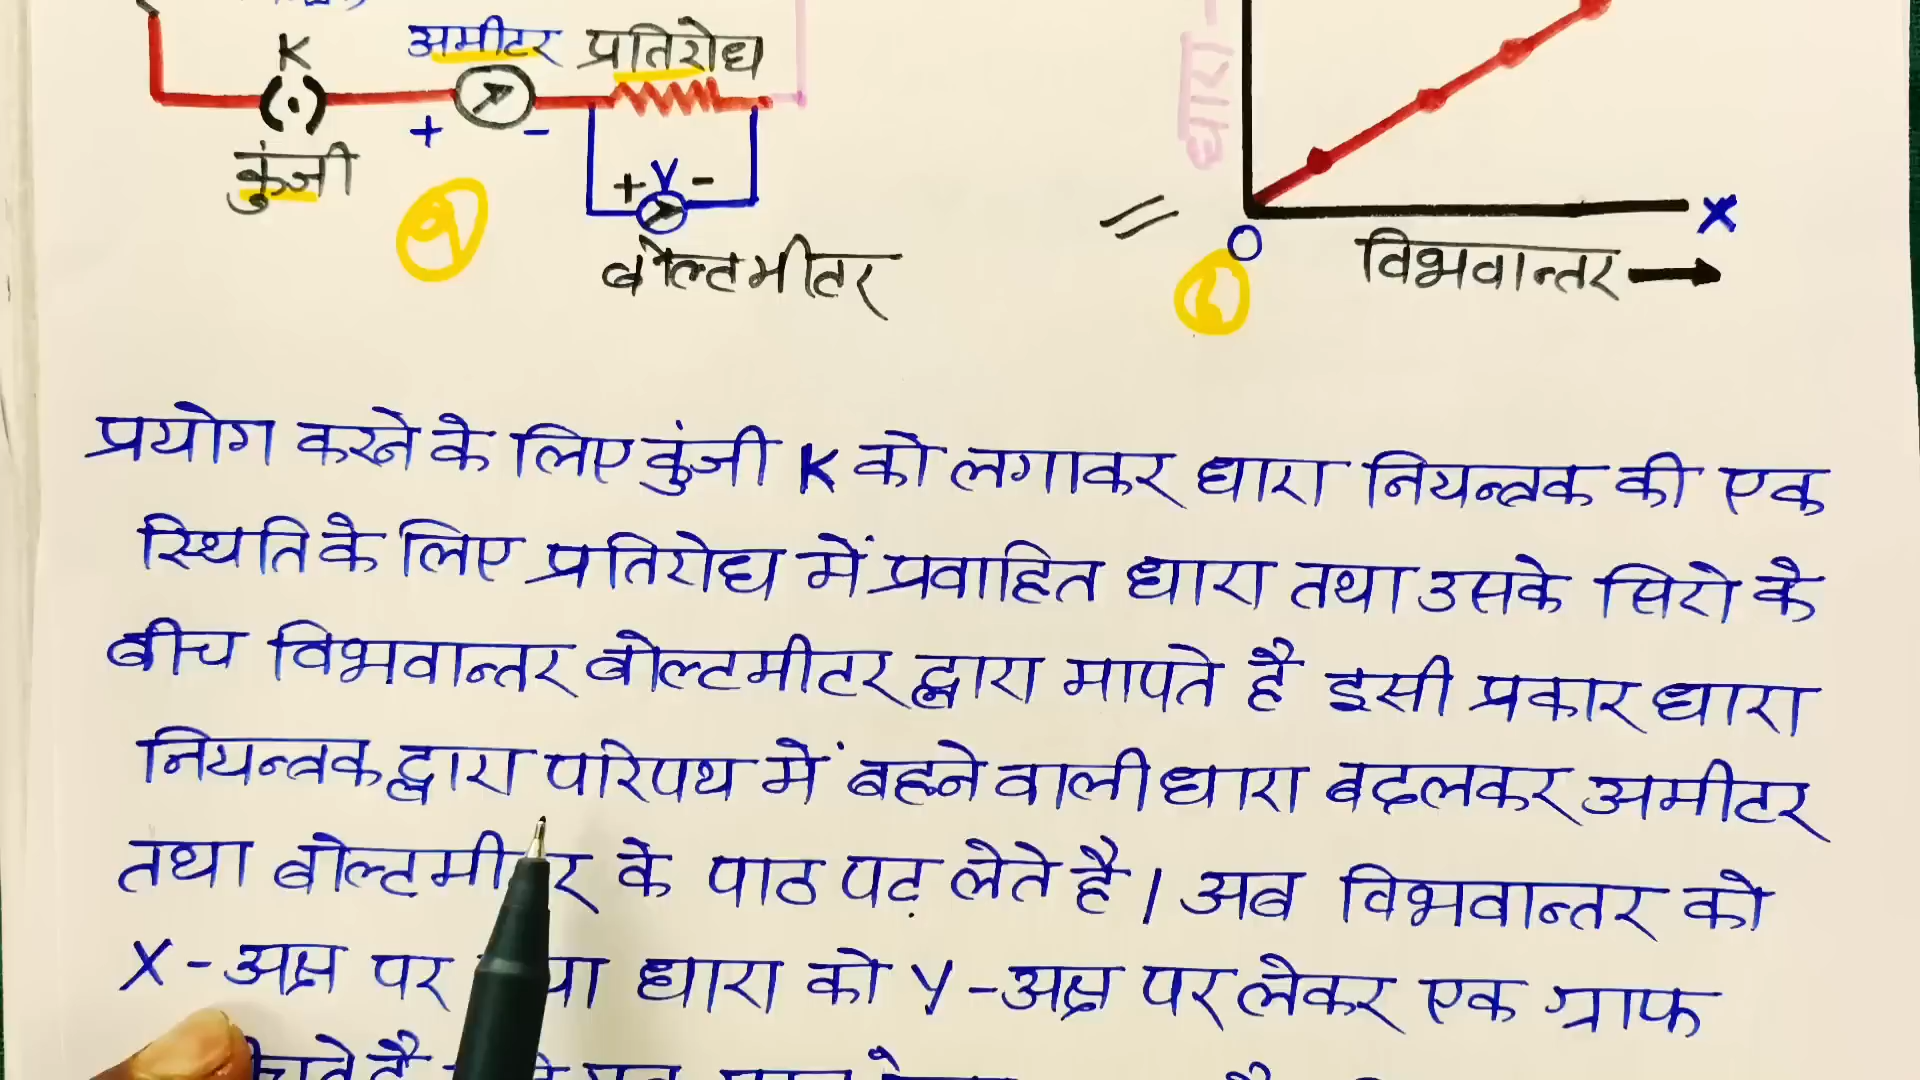 K
अमीटर प्रतिरोध
+ -
कुंजी
+ V -
बोल्टमीटर
धारा
O
X
विभवान्तर
प्रयोग करने के लिए कुंजी K को लगाकर धारा नियन्त्रक की एक
स्थिति के लिए प्रतिरोध में प्रवाहित धारा तथा उसके सिरो के
बीच विभवान्तर बोल्टमीटर द्वारा मापते है इसी प्रकार धारा
नियन्त्रक द्वारा परिपथ में बहने वाली धारा बदलकर अमीटर
तथा बोल्टमीटर के पाठ पढ़ लेते है। अब विभवान्तर को
X-अक्ष पर धारा को Y-अक्ष पर लेकर एक ग्राफ